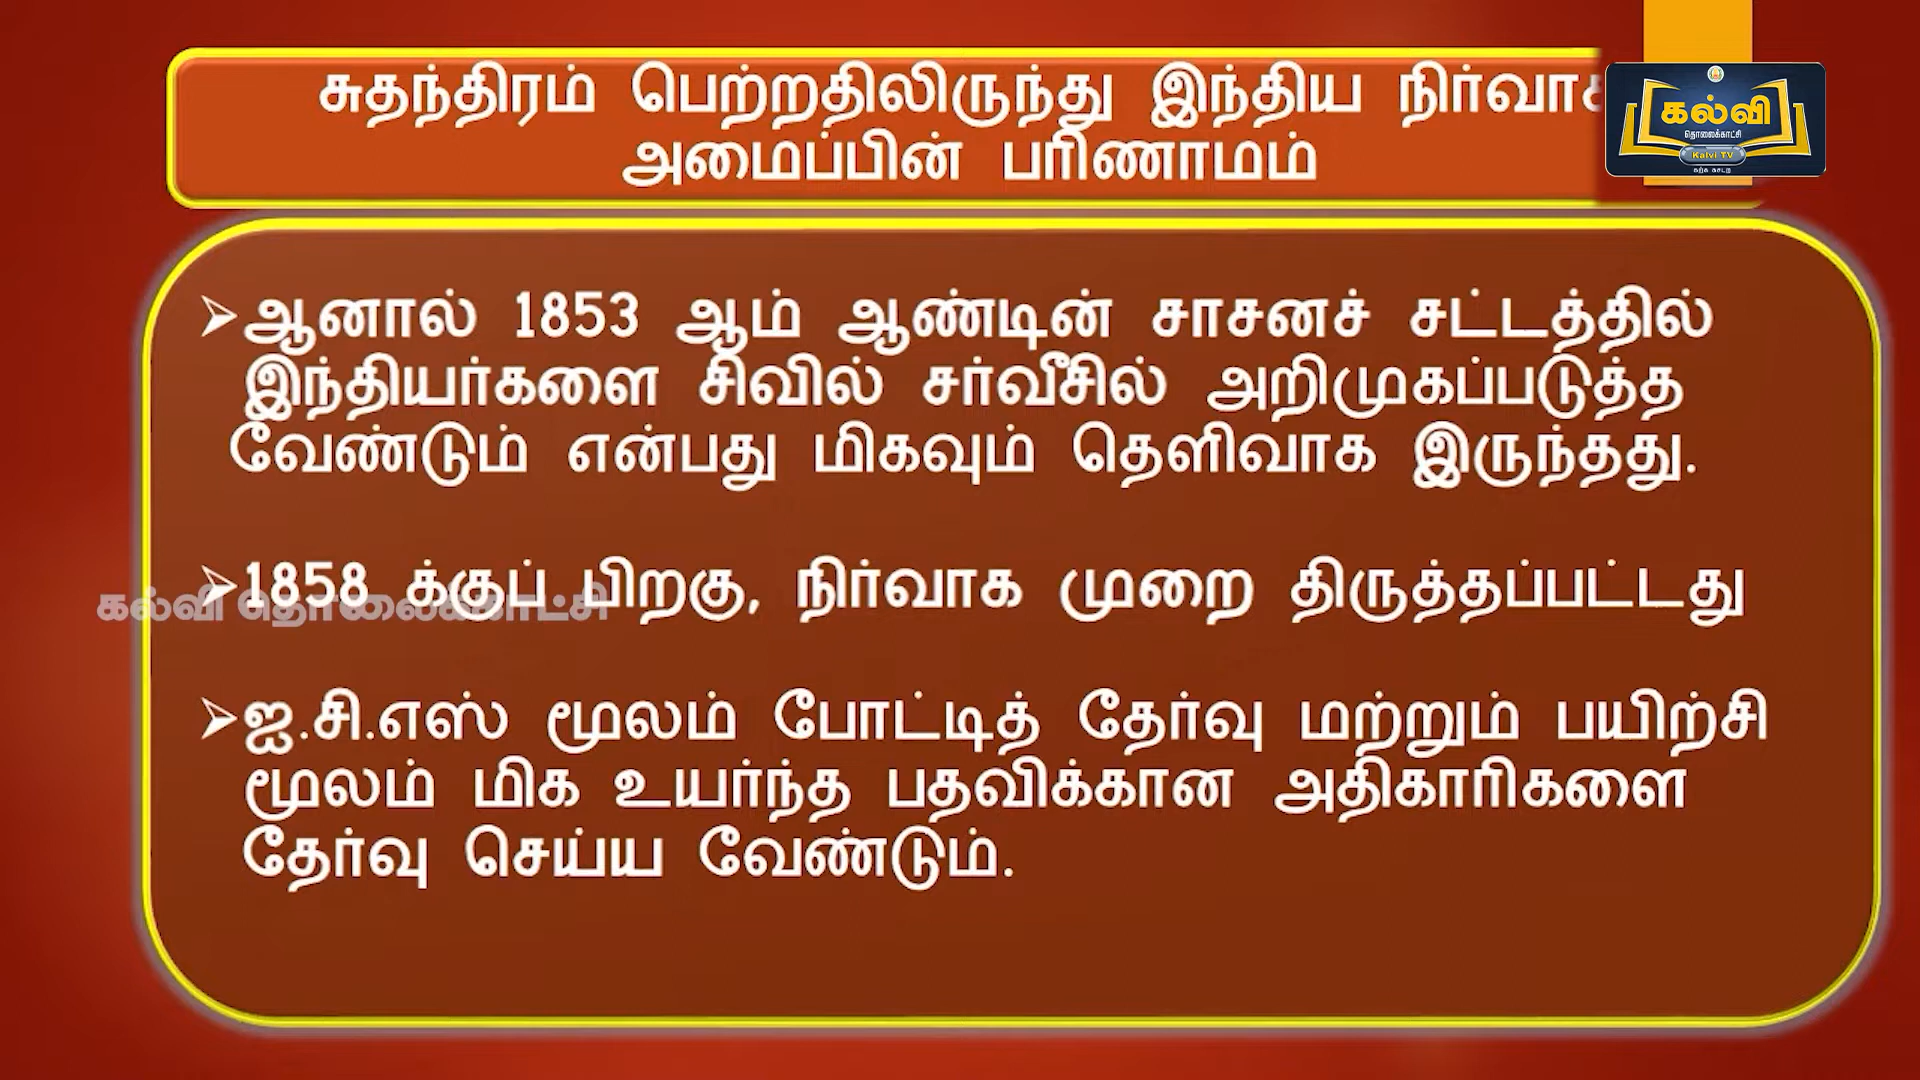 சுதந்திரம் பெற்றதிலிருந்து இந்திய நிர்வாக
அமைப்பின் பரிணாமம்
கல்வி
தொலைக்காட்சி
Kalvi TV
கற்க கசடற
ஆனால் 1853 ஆம் ஆண்டின் சாசனச் சட்டத்தில்
இந்தியர்களை சிவில் சர்வீசில் அறிமுகப்படுத்த
வேண்டும் என்பது மிகவும் தெளிவாக இருந்தது.
1858 க்குப் பிறகு, நிர்வாக முறை திருத்தப்பட்டது
கல்வி தொலைக்காட்சி
ஐ.சி.எஸ் மூலம் போட்டித் தேர்வு மற்றும் பயிற்சி
மூலம் மிக உயர்ந்த பதவிக்கான அதிகாரிகளை
தேர்வு செய்ய வேண்டும்.